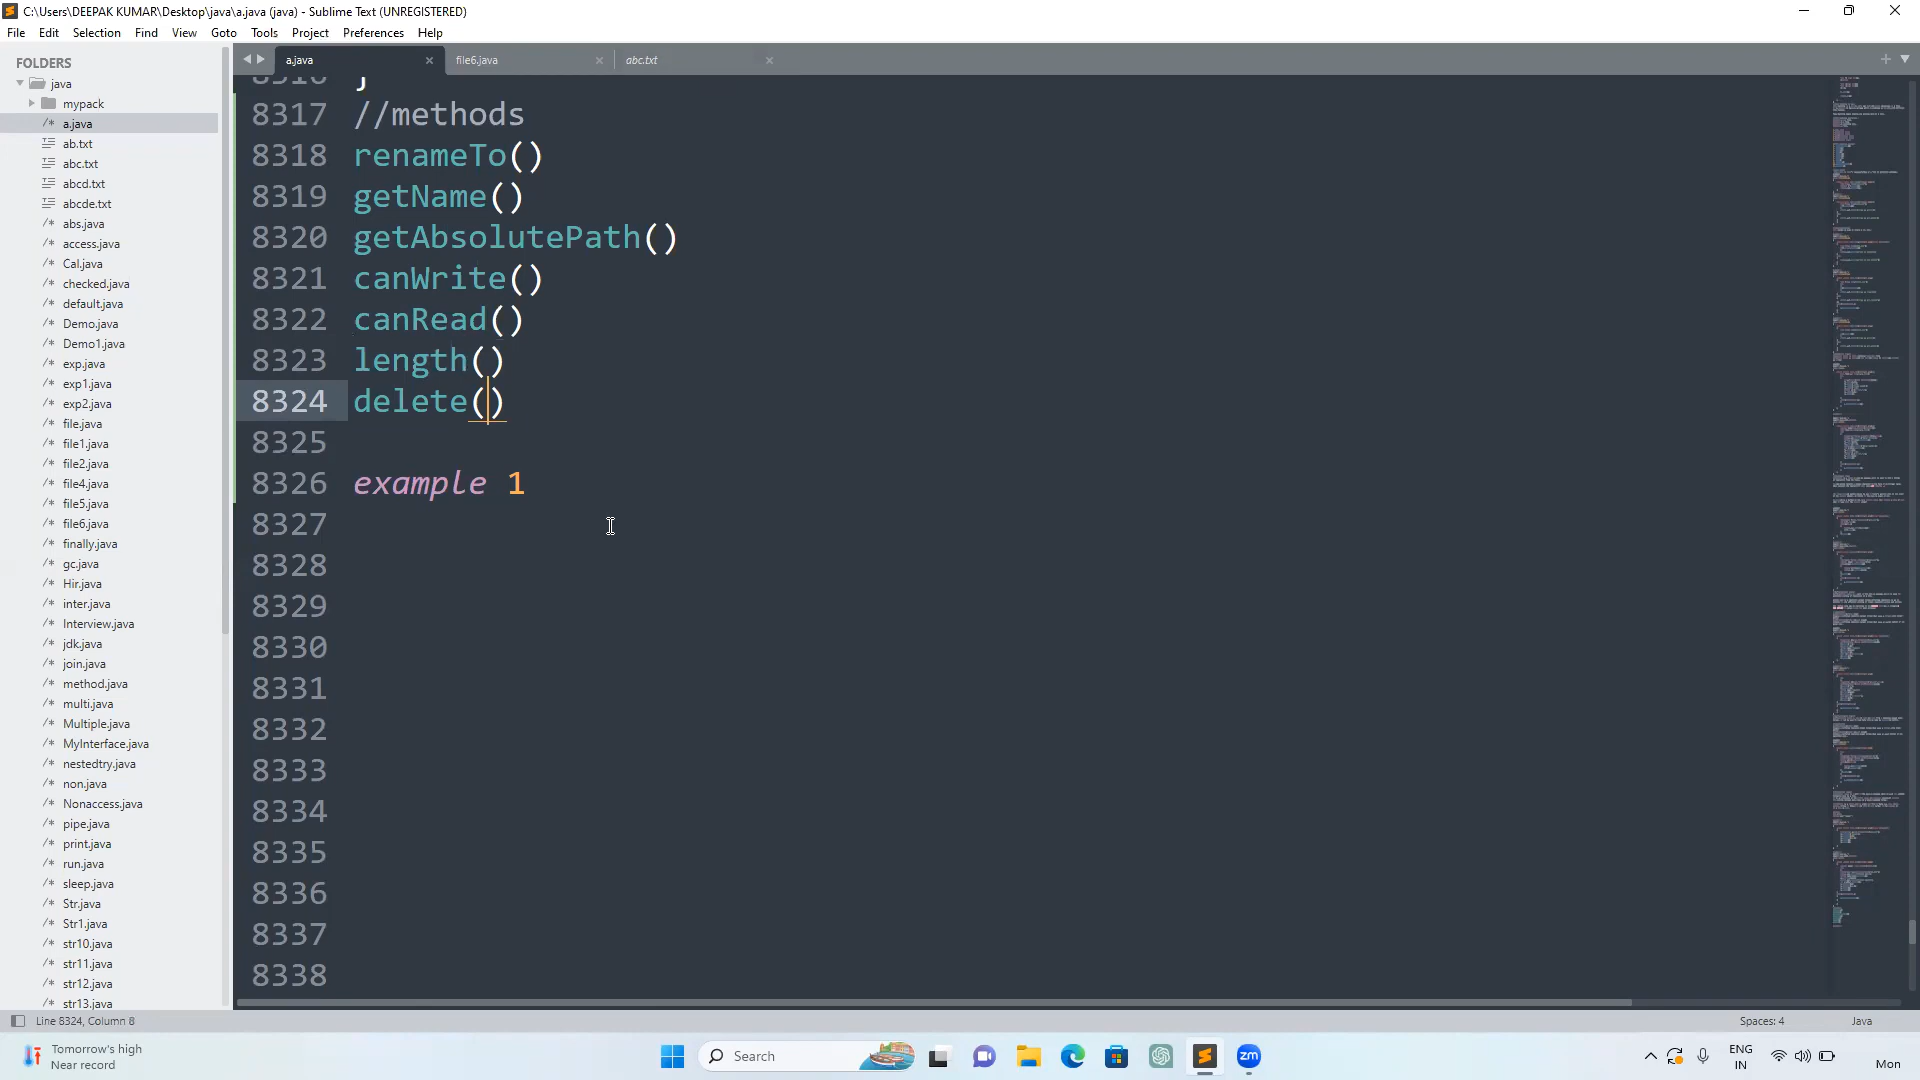 C:\Users\DEEPAK KUMAR\Desktop\java\a.java (java) - Sublime Text (UNREGISTERED)
File Edit Selection Find View Goto Tools Project Preferences Help
FOLDERS
java
mypack
a.java
ab.txt
abc.txt
abcd.txt
abcde.txt
abs.java
access.java
Cal.java
checked.java
default.java
Demo.java
Demo1.java
exp.java
exp1.java
exp2.java
file.java
file1.java
file2.java
file4.java
file5.java
file6.java
finally.java
gc.java
Hir.java
inter.java
Interview.java
jdk.java
join.java
method.java
multi.java
Multiple.java
MyInterface.java
nestedtry.java
non.java
Nonaccess.java
pipe.java
print.java
run.java
sleep.java
Str.java
Str1.java
str10.java
str11.java
str12.java
str13.java
a.java file6.java abc.txt
8316 }
8317 //methods
8318 renameTo()
8319 getName()
8320 getAbsolutePath()
8321 canWrite()
8322 canRead()
8323 length()
8324 delete()
8325
8326 example 1
8327
8328
8329
8330
8331
8332
8333
8334
8335
8336
8337
8338
Line 8324, Column 8 Spaces: 4 Java
Tomorrow's high
Near record
Search
zm
ENG
IN
Mon